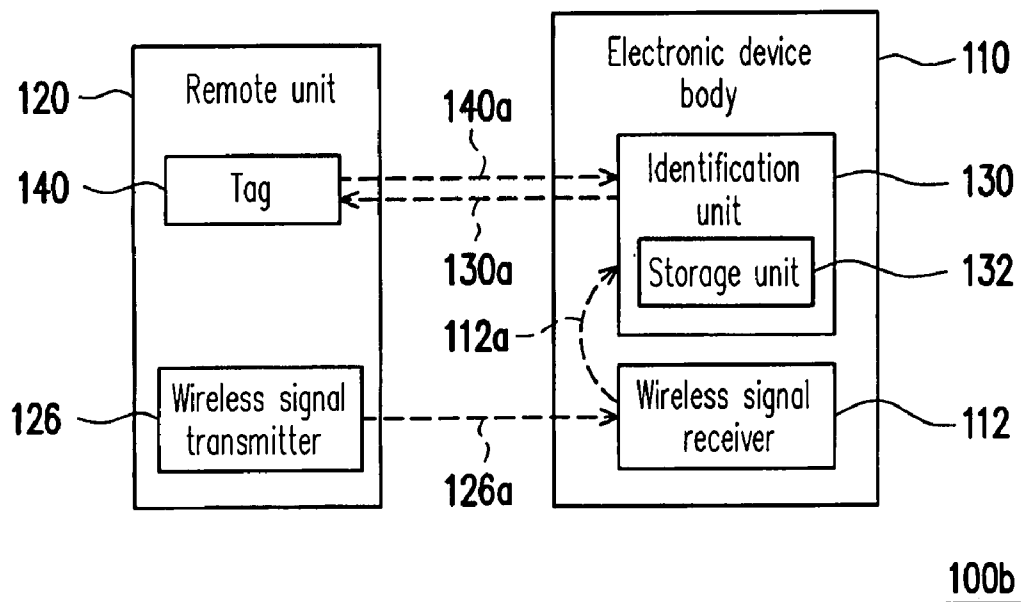 Electronic device
body
110
120
Remote unit
140a
140
Tag
Identification
unit
130
130a
Storage unit
132
112a
126
Wireless signal
transmitter
Wireless signal
receiver
112
126a
100b